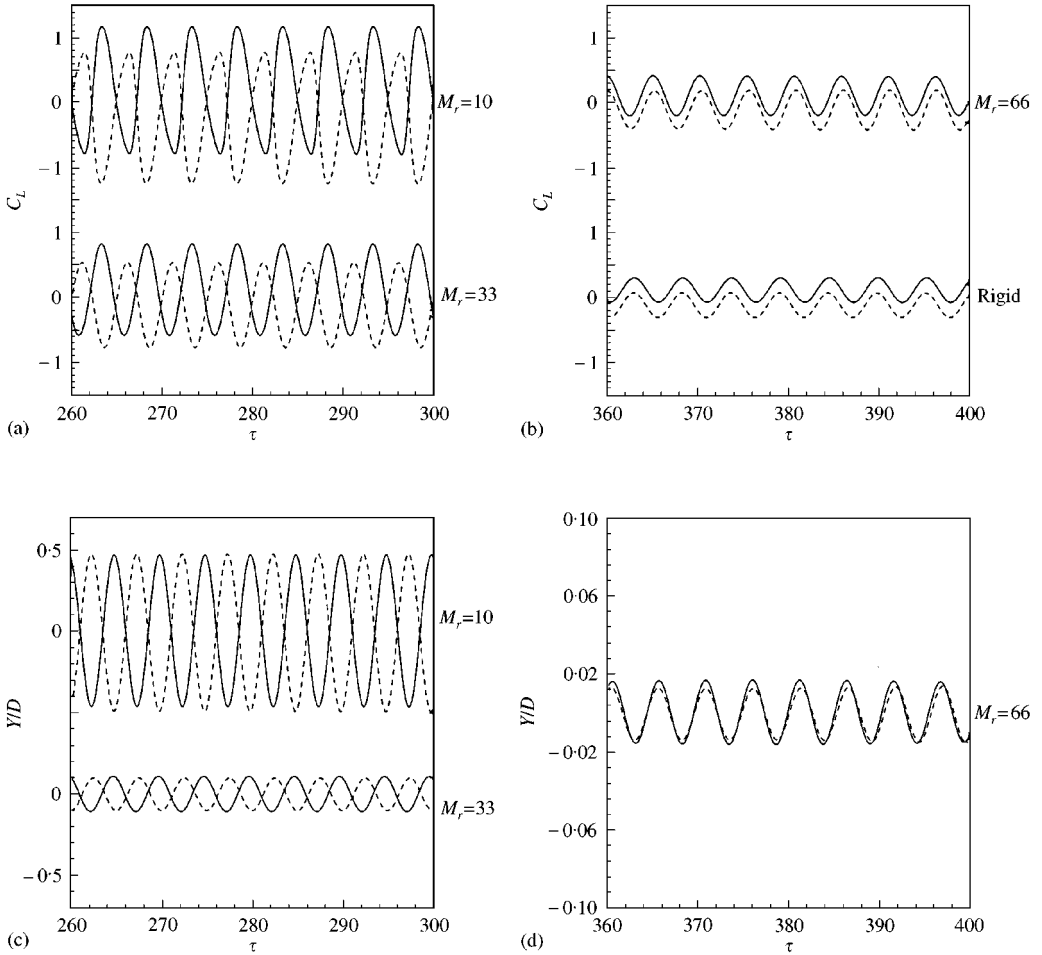 1
0
M_r=10
−1
C_L
1
0
M_r=33
−1
260 270 280 290 300
(a)
τ
1
0
M_r=66
−1
C_L
1
0
Rigid
−1
360 370 380 390 400
(b)
τ
0·5
0
M_r=10
Y/D
0
M_r=33
−0·5
260 270 280 290 300
(c)
τ
0·10
0·06
0·02
Y/D
M_r=66
−0·02
−0·06
−0·10
360 370 380 390 400
(d)
τ